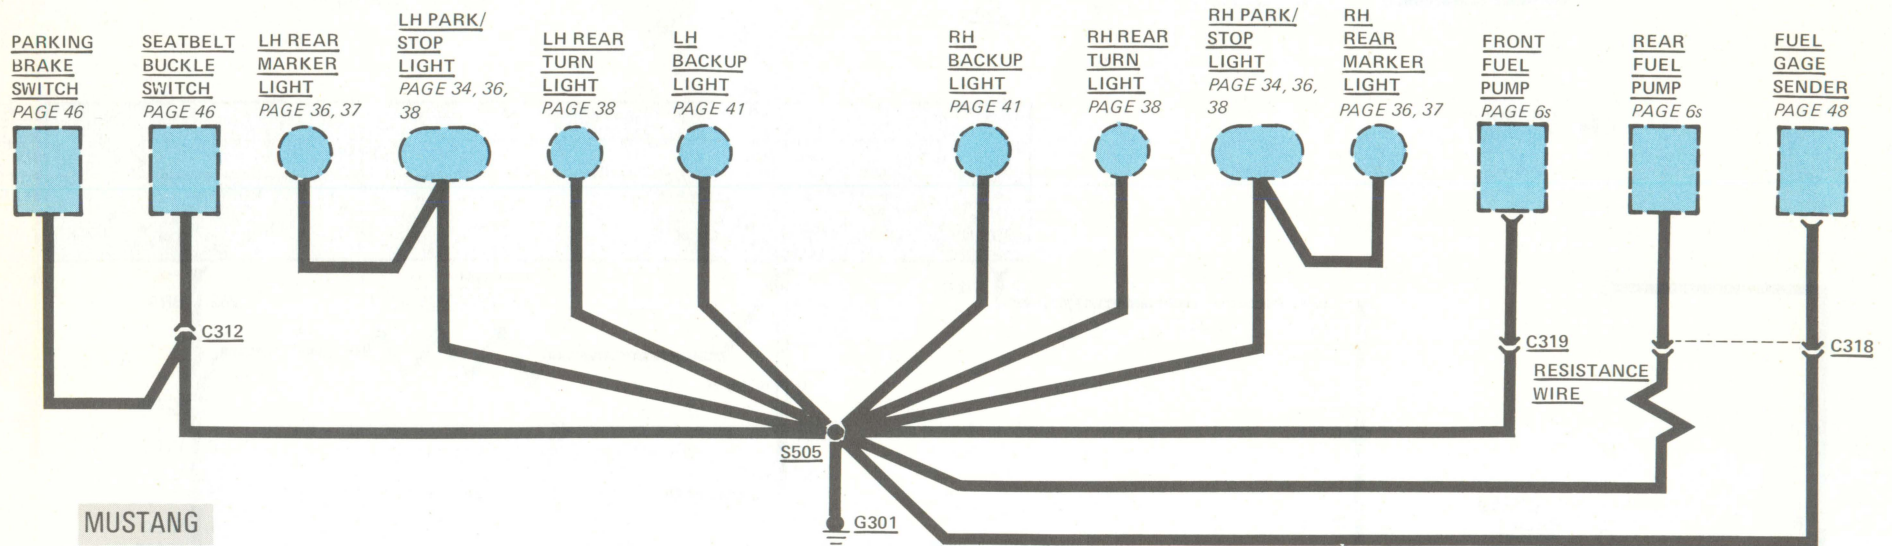 PARKING
BRAKE
SWITCH
PAGE 46
SEATBELT
BUCKLE
SWITCH
PAGE 46
LH REAR
MARKER
LIGHT
PAGE 36, 37
LH PARK/
STOP
LIGHT
PAGE 34, 36,
38
LH REAR
TURN
LIGHT
PAGE 38
LH
BACKUP
LIGHT
PAGE 41
RH
BACKUP
LIGHT
PAGE 41
RH REAR
TURN
LIGHT
PAGE 38
RH PARK/
STOP
LIGHT
PAGE 34, 36,
38
RH
REAR
MARKER
LIGHT
PAGE 36, 37
FRONT
FUEL
PUMP
PAGE 6s
REAR
FUEL
PUMP
PAGE 6s
FUEL
GAGE
SENDER
PAGE 48
C312
C319
C318
RESISTANCE
WIRE
S505
G301
MUSTANG